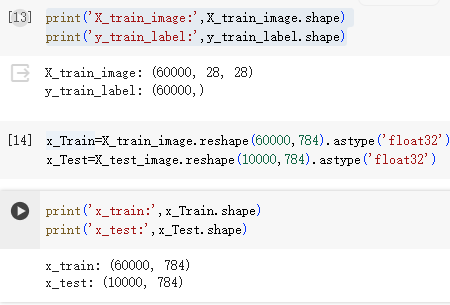 [13] print('X_train_image:',X_train_image.shape)
print('y_train_label:',y_train_label.shape)
X_train_image: (60000, 28, 28)
y_train_label: (60000,)
[14] x_Train=X_train_image.reshape(60000,784).astype('float32')
x_Test=X_test_image.reshape(10000,784).astype('float32')
print('x_train:',x_Train.shape)
print('x_test:',x_Test.shape)
x_train: (60000, 784)
x_test: (10000, 784)